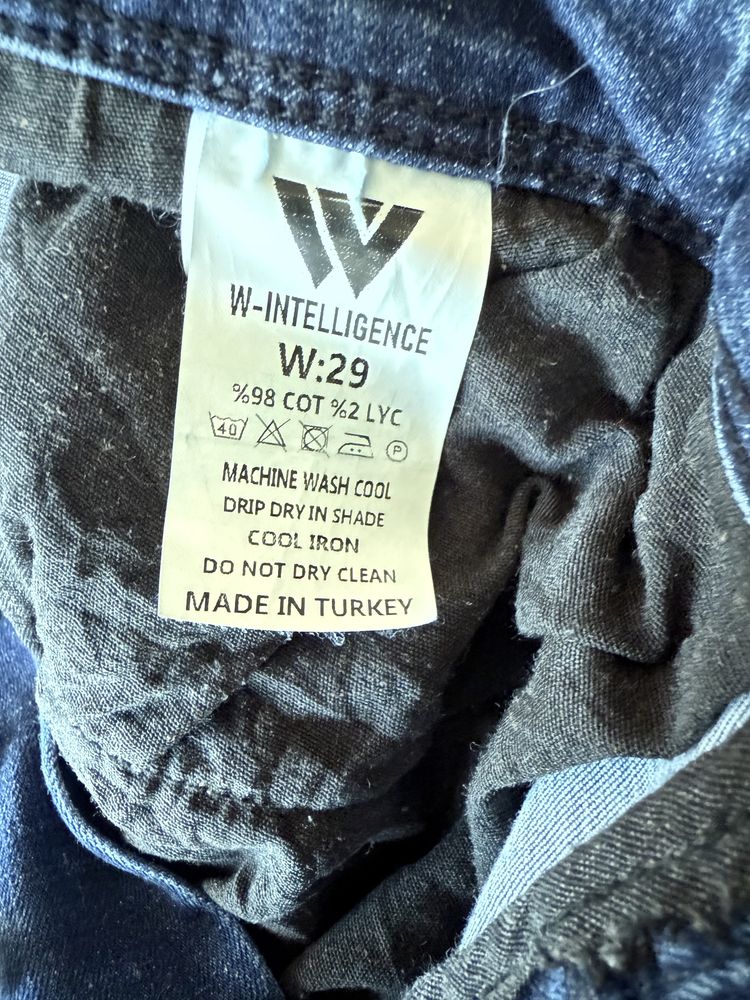 W-INTELLIGENCE
W:29
%98 COT %2 LYC
40 P
MACHINE WASH COOL
DRIP DRY IN SHADE
COOL IRON
DO NOT DRY CLEAN
MADE IN TURKEY